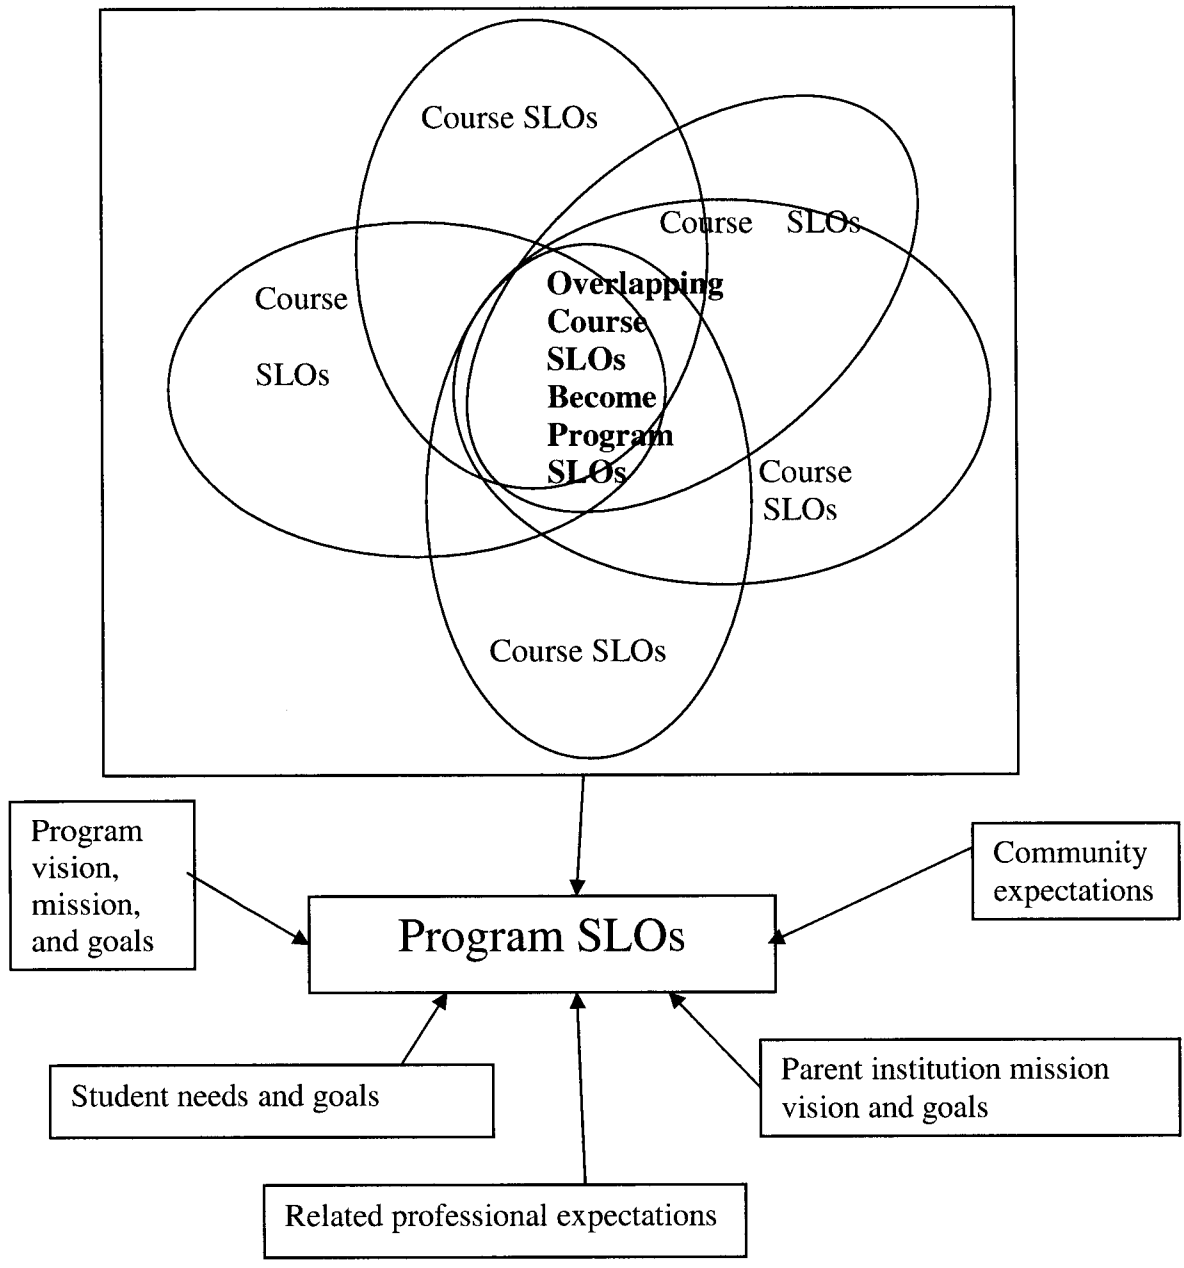 Course SLOs
Course SLOs
Course
SLOs
Overlapping
Course
SLOs
Become
Program
SLOs
Course
SLOs
Course SLOs
Program
vision,
mission,
and goals
Community
expectations
Program SLOs
Student needs and goals
Parent institution mission
vision and goals
Related professional expectations